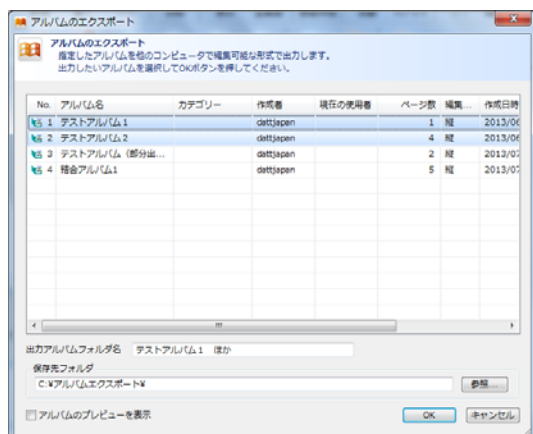 アルバムのエクスポート
アルバムのエクスポート
指定したアルバムを他のコンピュータで編集可能な形式で出力します。
出力したいアルバムを選択してOKボタンを押してください。
No. アルバム名 カテゴリー 作成者 現在の使用者 ページ数 編集... 作成日時
1 テストアルバム1 dattjapan 1 縦 2013/06
2 テストアルバム2 dattjapan 4 縦 2013/06
3 テストアルバム (部分出... dattjapan 2 縦 2013/07
4 結合アルバム1 dattjapan 5 縦 2013/07
出力アルバムフォルダ名 テストアルバム1 ほか
保存先フォルダ
C:¥アルバムエクスポート¥ 参照...
アルバムのプレビューを表示 OK キャンセル